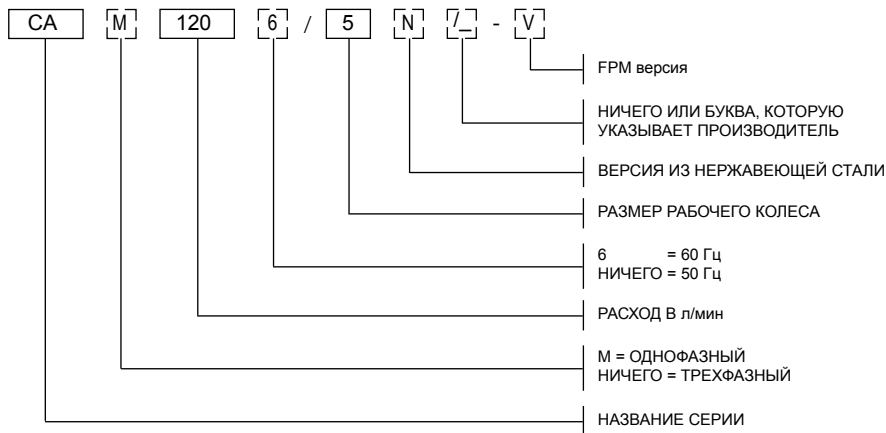 CA M 120 6 / 5 N /_ - V
FPM версия
НИЧЕГО ИЛИ БУКВА, КОТОРУЮ
УКАЗЫВАЕТ ПРОИЗВОДИТЕЛЬ
ВЕРСИЯ ИЗ НЕРЖАВЕЮЩЕЙ СТАЛИ
РАЗМЕР РАБОЧЕГО КОЛЕСА
6 = 60 Гц
НИЧЕГО = 50 Гц
РАСХОД В л/мин
М = ОДНОФАЗНЫЙ
НИЧЕГО = ТРЕХФАЗНЫЙ
НАЗВАНИЕ СЕРИИ